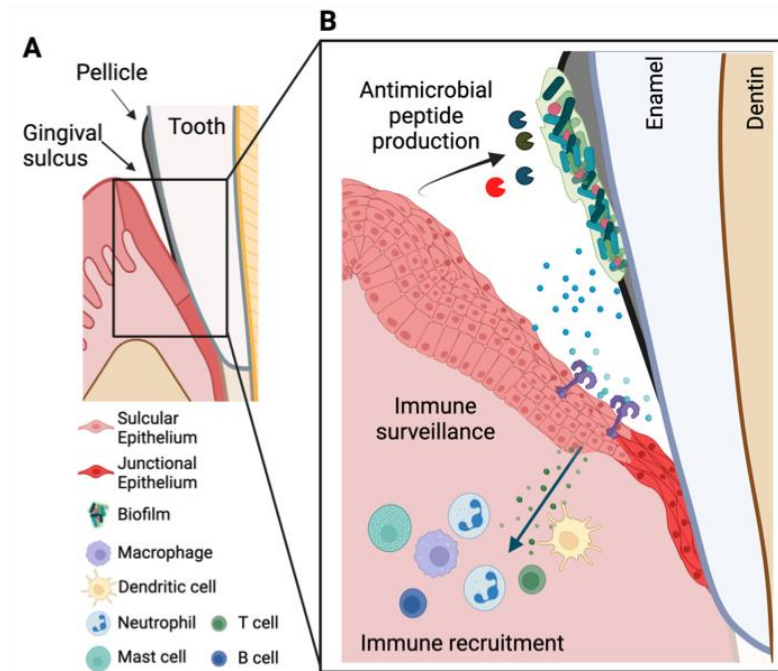 A
Pellicle
Gingival
sulcus
Tooth
Sulcular
Epithelium
Junctional
Epithelium
Biofilm
Macrophage
Dendritic cell
Neutrophil
T cell
Mast cell
B cell
B
Antimicrobial
peptide
production
Enamel
Dentin
Immune
surveillance
Immune recruitment